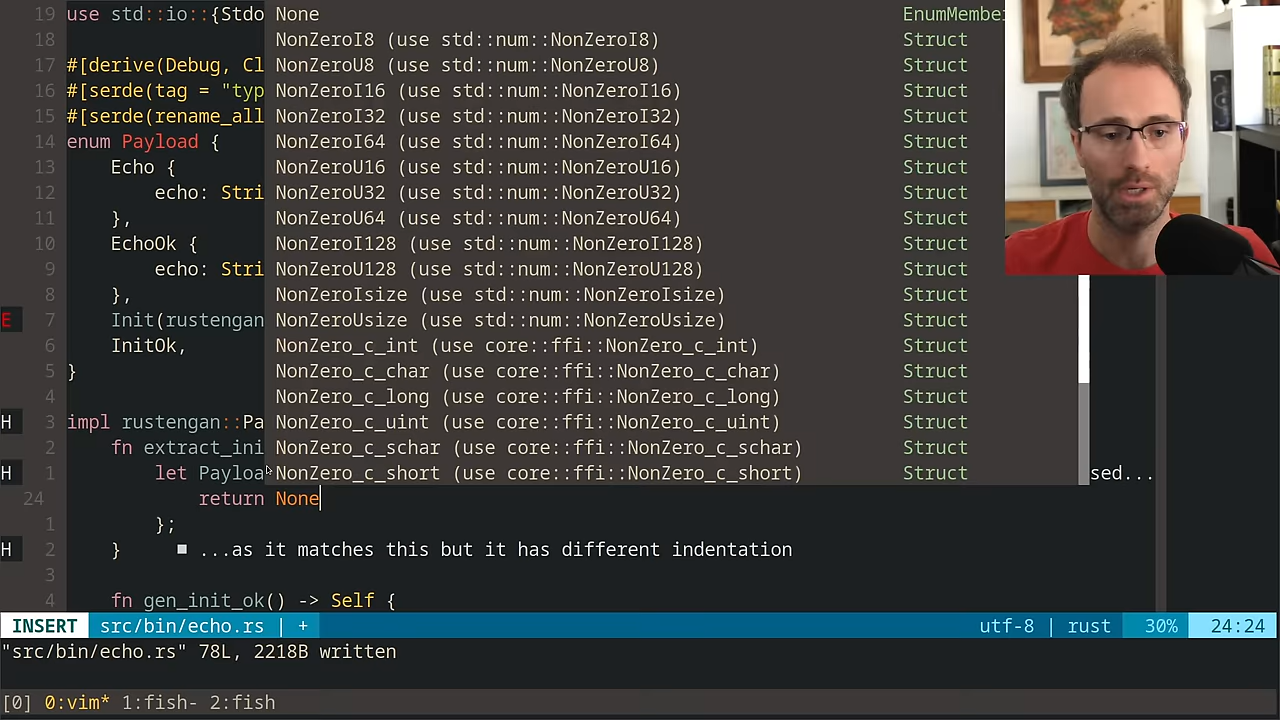 19 use std::io::{Stdo None EnumMember
18 NonZeroI8 (use std::num::NonZeroI8) Struct
17 #[derive(Debug, Cl NonZeroU8 (use std::num::NonZeroU8) Struct
16 #[serde(tag = "typ NonZeroI16 (use std::num::NonZeroI16) Struct
15 #[serde(rename_all NonZeroI32 (use std::num::NonZeroI32) Struct
14 enum Payload { NonZeroI64 (use std::num::NonZeroI64) Struct
13 Echo { NonZeroU16 (use std::num::NonZeroU16) Struct
12 echo: Stri NonZeroU32 (use std::num::NonZeroU32) Struct
11 }, NonZeroU64 (use std::num::NonZeroU64) Struct
10 EchoOk { NonZeroI128 (use std::num::NonZeroI128) Struct
9 echo: Stri NonZeroU128 (use std::num::NonZeroU128) Struct
8 }, NonZeroIsize (use std::num::NonZeroIsize) Struct
E 7 Init(rustengan NonZeroUsize (use std::num::NonZeroUsize) Struct
6 InitOk, NonZero_c_int (use core::ffi::NonZero_c_int) Struct
5 } NonZero_c_char (use core::ffi::NonZero_c_char) Struct
4 NonZero_c_long (use core::ffi::NonZero_c_long) Struct
H 3 impl rustengan::Pa NonZero_c_uint (use core::ffi::NonZero_c_uint) Struct
2 fn extract_ini NonZero_c_schar (use core::ffi::NonZero_c_schar) Struct
H 1 let Payloa NonZero_c_short (use core::ffi::NonZero_c_short) Struct sed...
24 return None
1 };
H 2 } ■ ...as it matches this but it has different indentation
3
4 fn gen_init_ok() -> Self {
INSERT src/bin/echo.rs | + utf-8 | rust 30% 24:24
"src/bin/echo.rs" 78L, 2218B written
[0] 0:vim* 1:fish- 2:fish